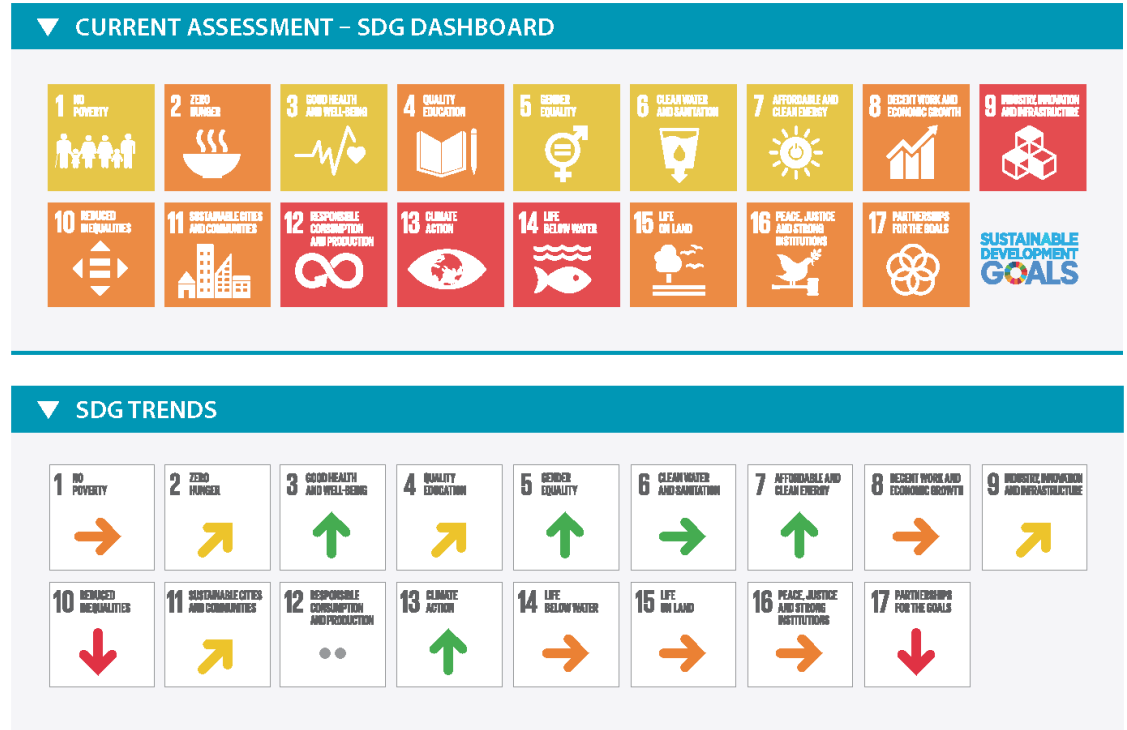 CURRENT ASSESSMENT – SDG DASHBOARD
1 NO
POVERTY
2 ZERO
HUNGER
3 GOOD HEALTH
AND WELL-BEING
4 QUALITY
EDUCATION
5 GENDER
EQUALITY
6 CLEAN WATER
AND SANITATION
7 AFFORDABLE AND
CLEAN ENERGY
8 DECENT WORK AND
ECONOMIC GROWTH
9 INDUSTRY, INNOVATION
AND INFRASTRUCTURE
10 REDUCED
INEQUALITIES
11 SUSTAINABLE CITIES
AND COMMUNITIES
12 RESPONSIBLE
CONSUMPTION
AND PRODUCTION
13 CLIMATE
ACTION
14 LIFE
BELOW WATER
15 LIFE
ON LAND
16 PEACE, JUSTICE
AND STRONG
INSTITUTIONS
17 PARTNERSHIPS
FOR THE GOALS
SUSTAINABLE
DEVELOPMENT
GOALS
SDG TRENDS
1 NO
POVERTY
2 ZERO
HUNGER
3 GOOD HEALTH
AND WELL-BEING
4 QUALITY
EDUCATION
5 GENDER
EQUALITY
6 CLEAN WATER
AND SANITATION
7 AFFORDABLE AND
CLEAN ENERGY
8 DECENT WORK AND
ECONOMIC GROWTH
9 INDUSTRY, INNOVATION
AND INFRASTRUCTURE
10 REDUCED
INEQUALITIES
11 SUSTAINABLE CITIES
AND COMMUNITIES
12 RESPONSIBLE
CONSUMPTION
AND PRODUCTION
13 CLIMATE
ACTION
14 LIFE
BELOW WATER
15 LIFE
ON LAND
16 PEACE, JUSTICE
AND STRONG
INSTITUTIONS
17 PARTNERSHIPS
FOR THE GOALS